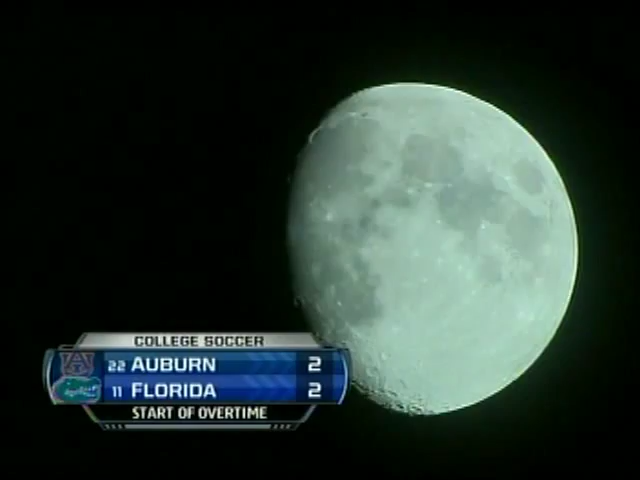 COLLEGE SOCCER
22 AUBURN 2
11 FLORIDA 2
START OF OVERTIME